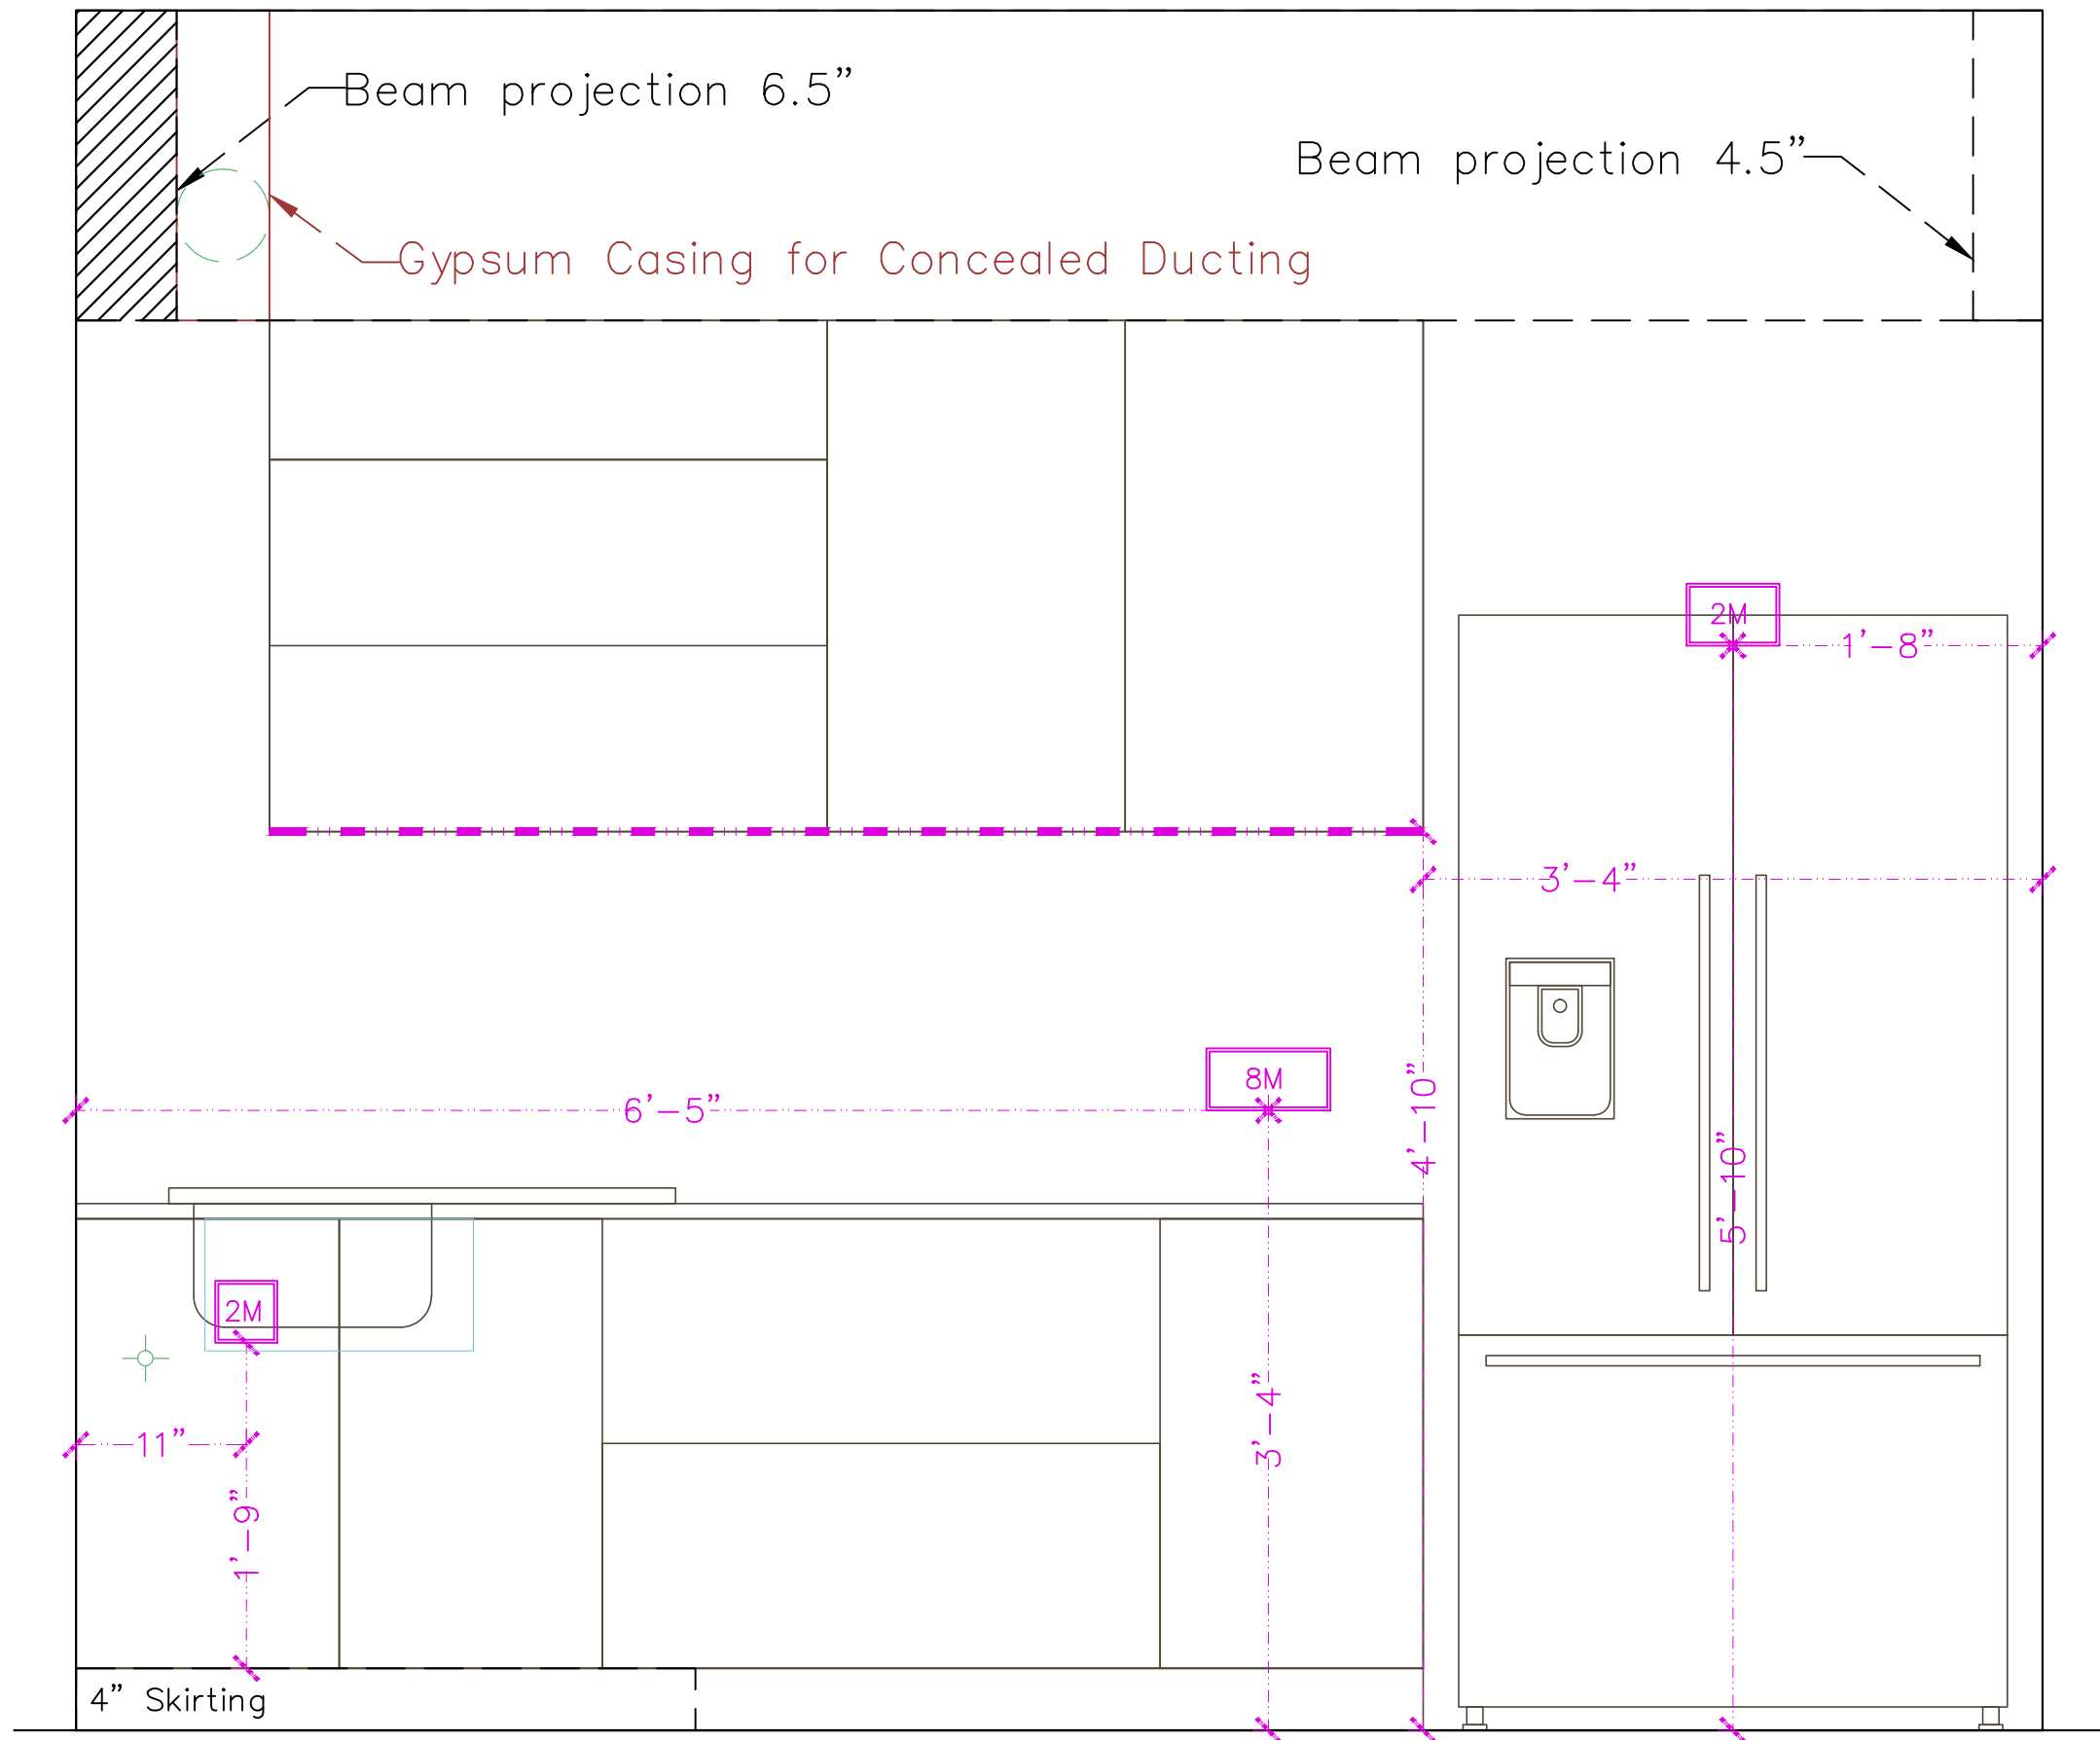 Beam projection 6.5”
Beam projection 4.5”
Gypsum Casing for Concealed Ducting
2M
1’-8”
3’-4”
8M
6’-5”
4’-10”
5’-10”
2M
3’-4”
11”
1’-9”
4” Skirting